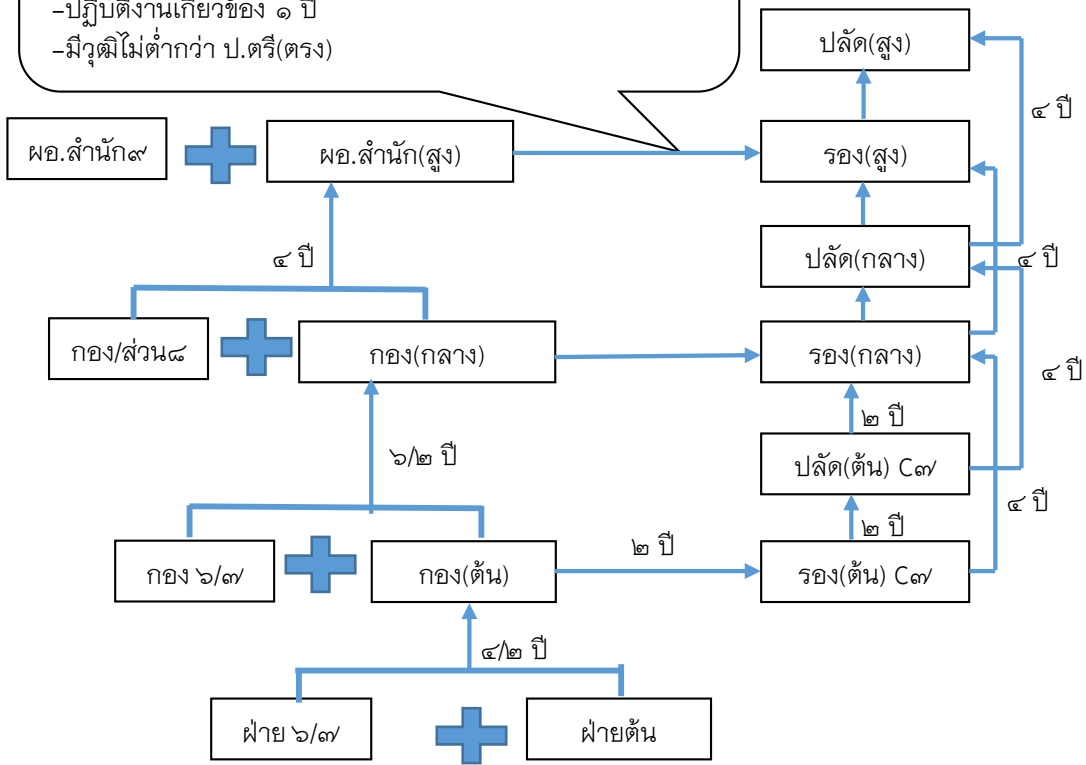 -ปฏิบัติงานเกี่ยวข้อง ๑ ปี
-มีวุฒิไม่ต่ำกว่า ป.ตรี(ตรง)
ปลัด(สูง)
๔ ปี
ผอ.สำนัก๙
ผอ.สำนัก(สูง)
รอง(สูง)
๔ ปี
ปลัด(กลาง)
๔ ปี
กอง/ส่วน๘
กอง(กลาง)
รอง(กลาง)
๔ ปี
๒ ปี
๖/๒ ปี
ปลัด(ต้น) C๗
๔ ปี
๒ ปี
๒ ปี
กอง ๖/๗
กอง(ต้น)
รอง(ต้น) C๗
๔/๒ ปี
ฝ่าย ๖/๗
ฝ่ายต้น